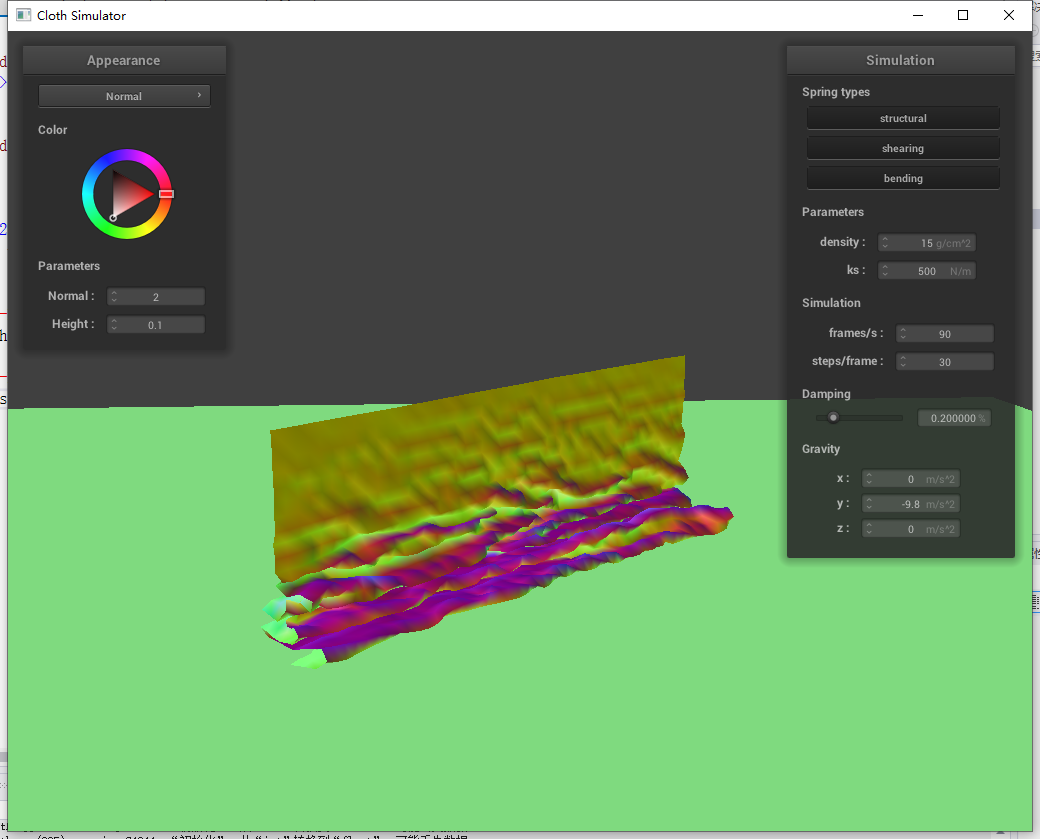 Cloth Simulator
Appearance
Normal
Color
Parameters
Normal : 2
Height : 0.1
Simulation
Spring types
structural
shearing
bending
Parameters
density : 15 g/cm^2
ks : 500 N/m
Simulation
frames/s : 90
steps/frame : 30
Damping
0.200000 %
Gravity
x : 0 m/s^2
y : -9.8 m/s^2
z : 0 m/s^2